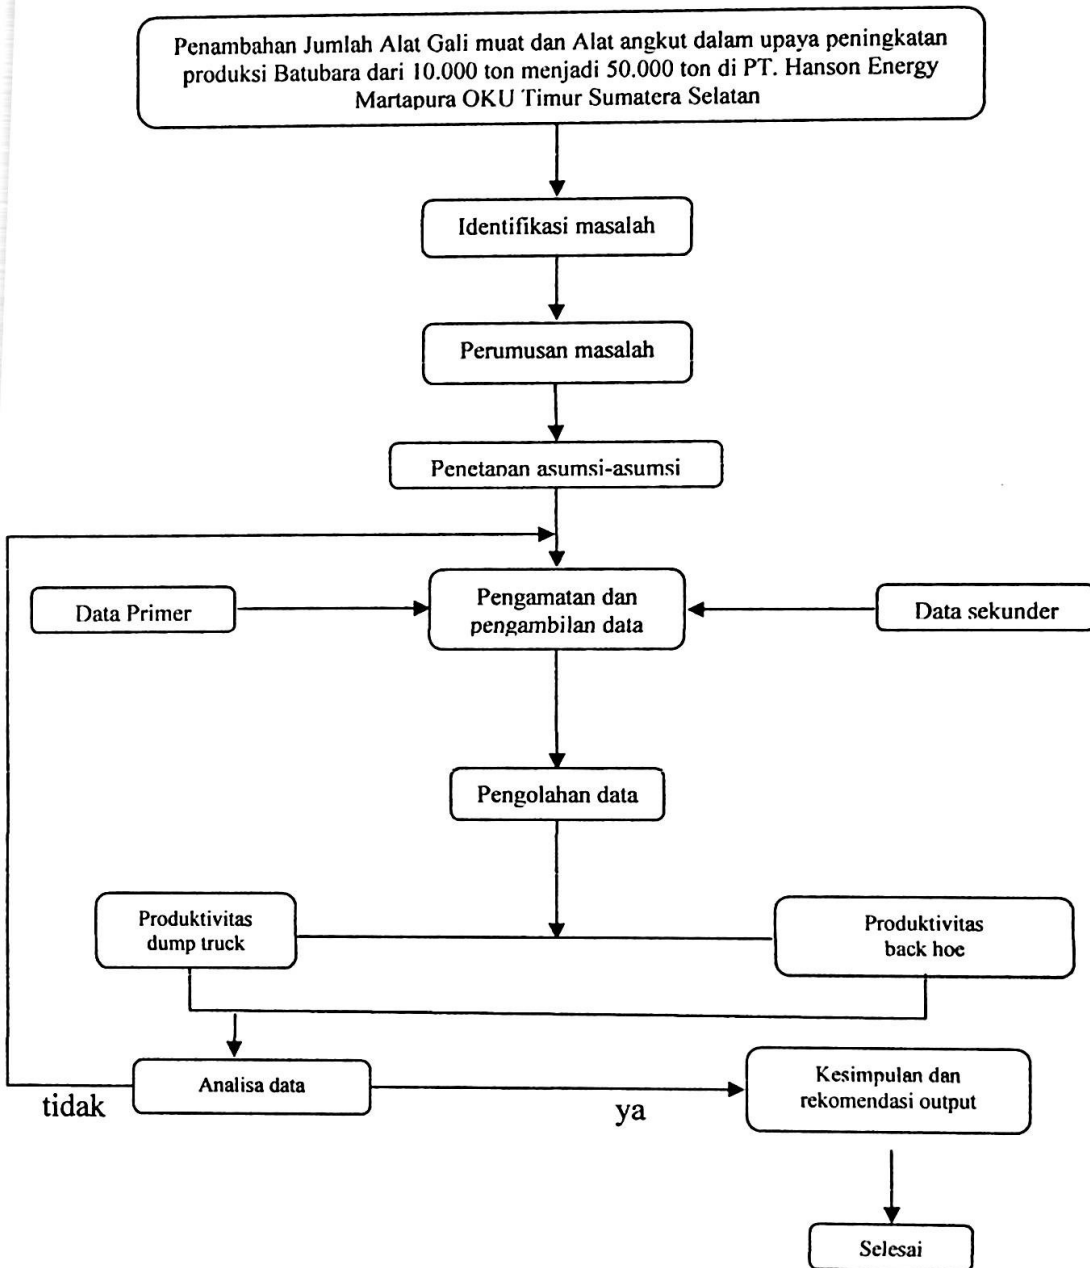 Penambahan Jumlah Alat Gali muat dan Alat angkut dalam upaya peningkatan
produksi Batubara dari 10.000 ton menjadi 50.000 ton di PT. Hanson Energy
Martapura OKU Timur Sumatera Selatan
Identifikasi masalah
Perumusan masalah
Penetapan asumsi-asumsi
Data Primer
Pengamatan dan
pengambilan data
Data sekunder
Pengolahan data
Produktivitas
dump truck
Produktivitas
back hoe
Analisa data
tidak
ya
Kesimpulan dan
rekomendasi output
Selesai